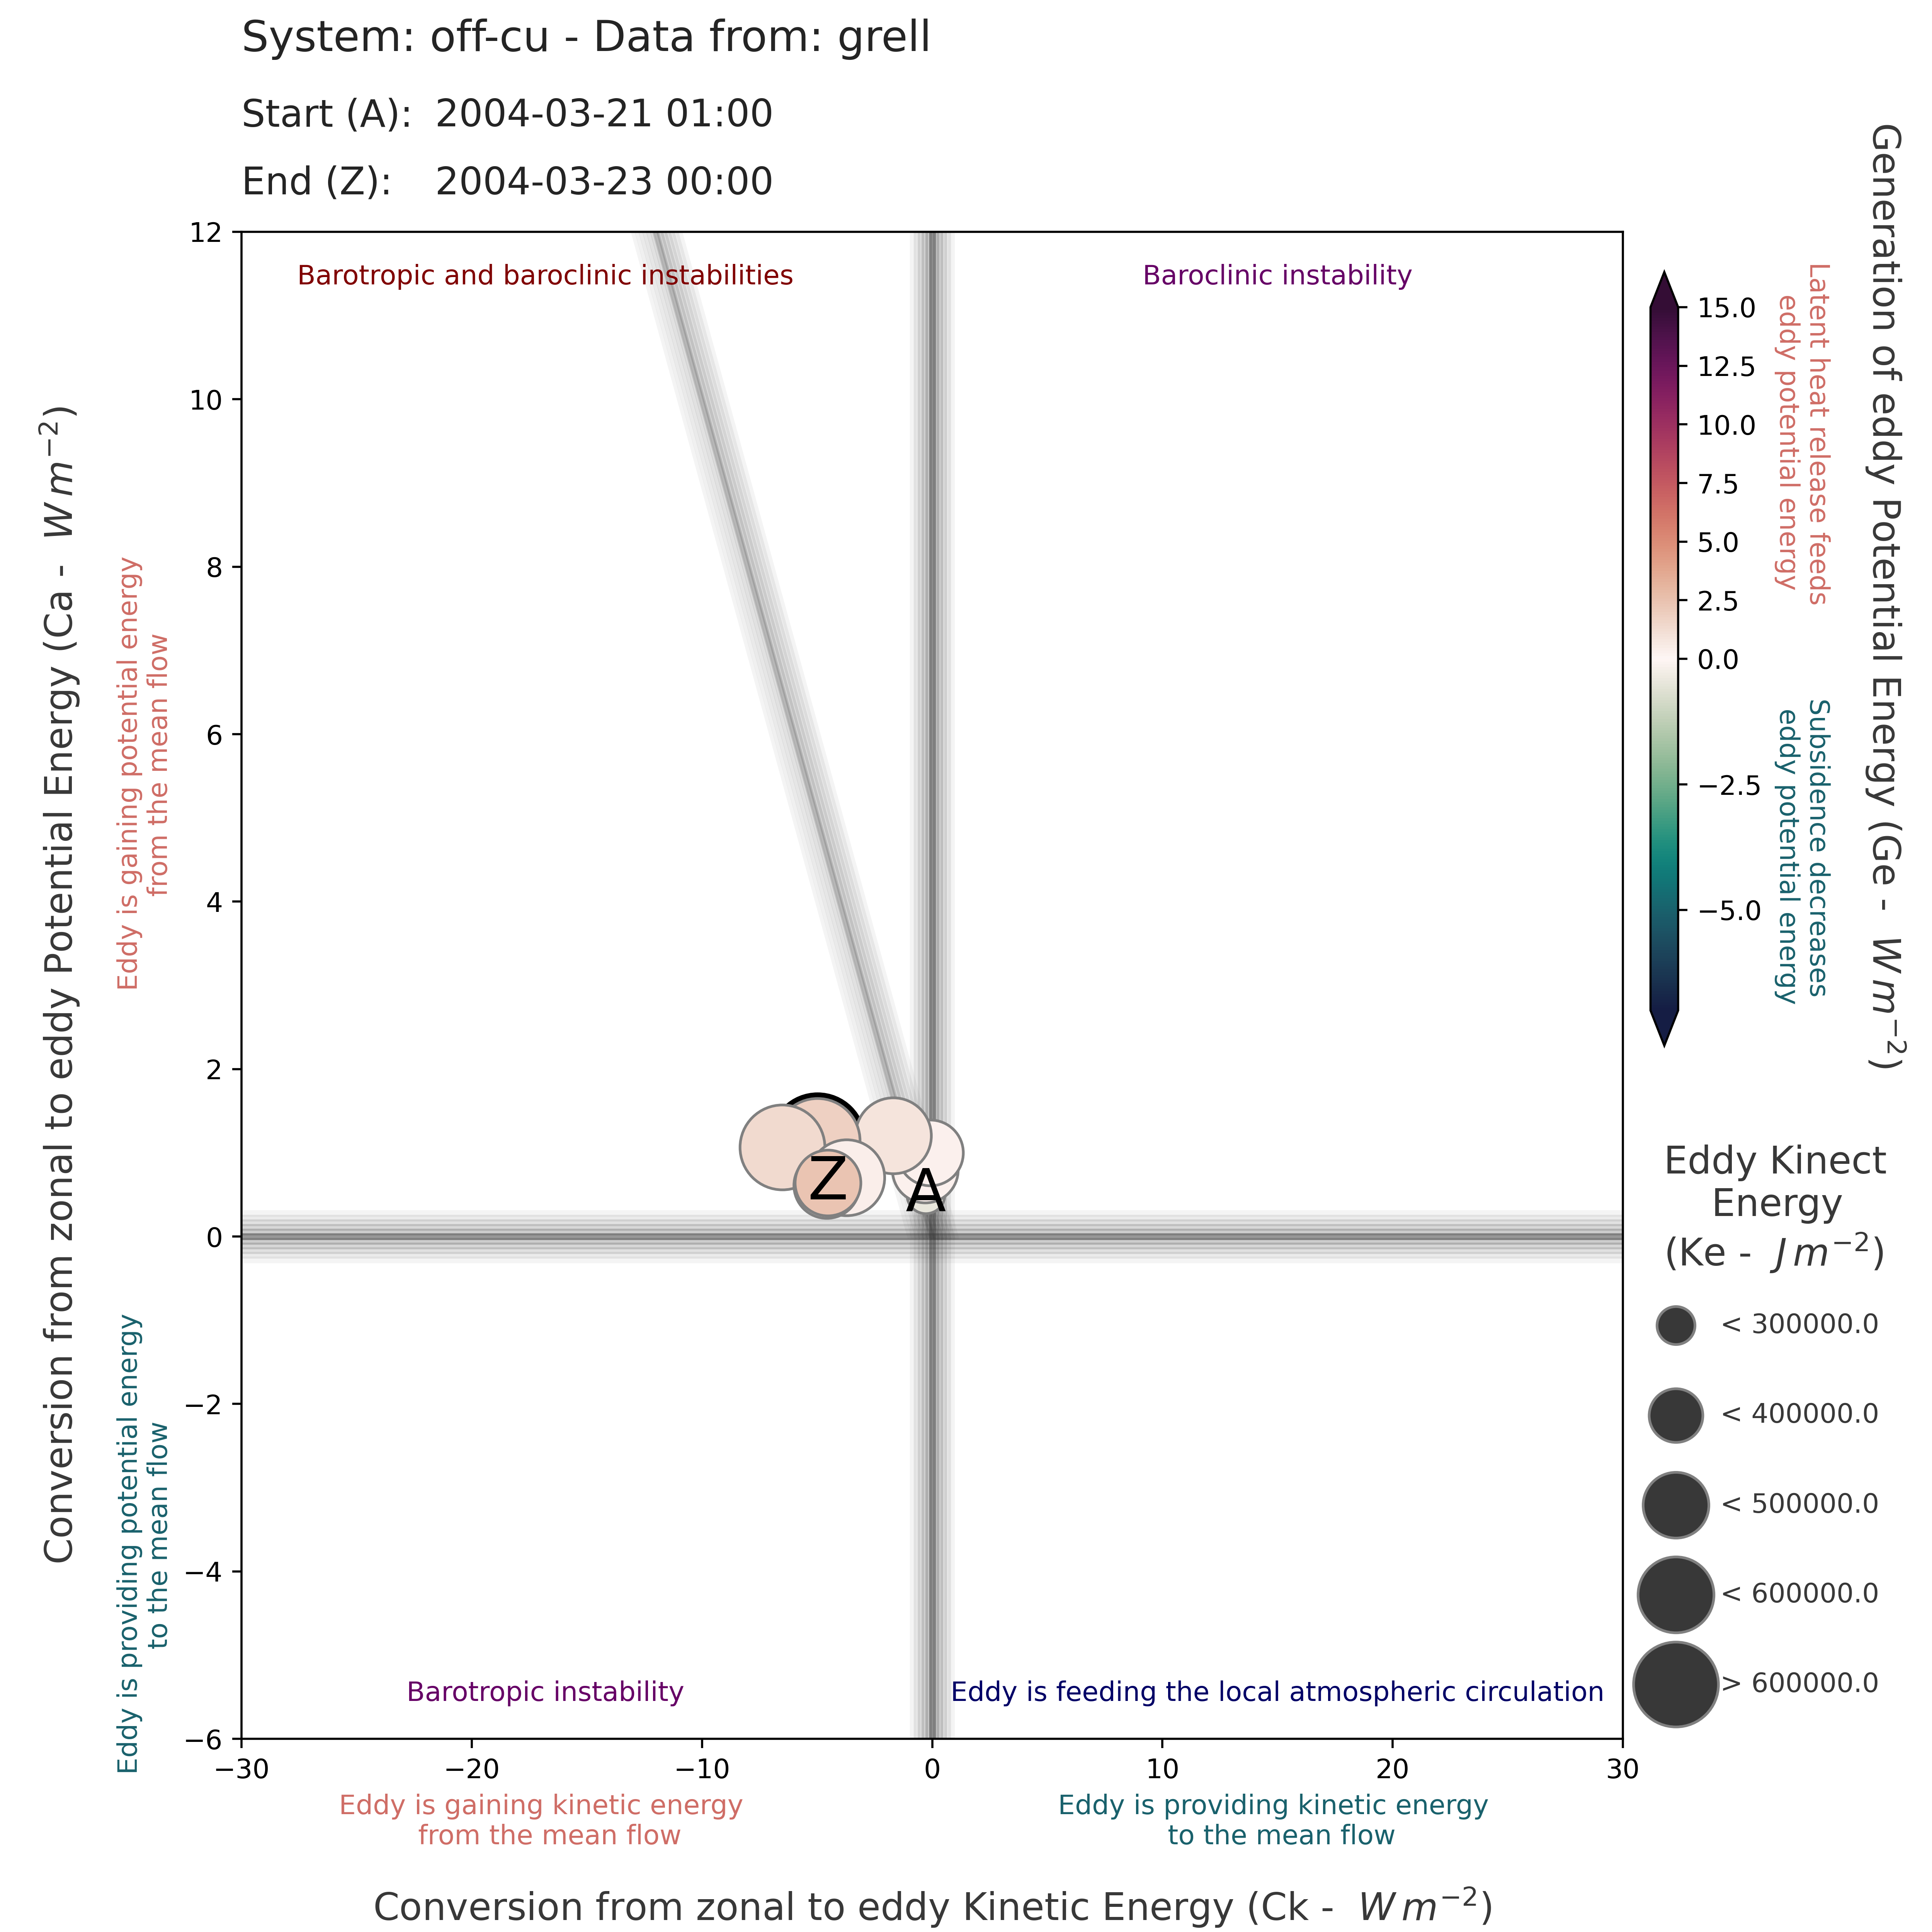 System: off-cu - Data from: grell
Start (A): 2004-03-21 01:00
End (Z): 2004-03-23 00:00
Conversion from zonal to eddy Potential Energy (Ca - W m⁻²)
Eddy is gaining potential energy
from the mean flow
Eddy is providing potential energy
to the mean flow
12
10
8
6
4
2
0
−2
−4
−6
Barotropic and baroclinic instabilities
Baroclinic instability
Z
A
Barotropic instability
Eddy is feeding the local atmospheric circulation
−30
−20
−10
0
10
20
30
Eddy is gaining kinetic energy
from the mean flow
Eddy is providing kinetic energy
to the mean flow
Conversion from zonal to eddy Kinetic Energy (Ck - W m⁻²)
15.0
12.5
10.0
7.5
5.0
2.5
0.0
−2.5
−5.0
Latent heat release feeds
eddy potential energy
Subsidence decreases
eddy potential energy
Generation of eddy Potential Energy (Ge - W m⁻²)
Eddy Kinect
Energy
(Ke - J m⁻²)
< 300000.0
< 400000.0
< 500000.0
< 600000.0
> 600000.0